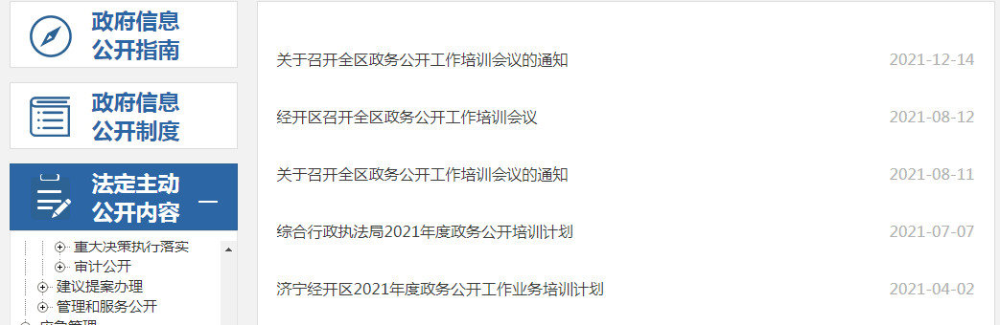 政府信息
公开指南
政府信息
公开制度
法定主动
公开内容
重大决策执行落实
审计公开
建议提案办理
管理和服务公开
应急管理
关于召开全区政务公开工作培训会议的通知 2021-12-14
经开区召开全区政务公开工作培训会议 2021-08-12
关于召开全区政务公开工作培训会议的通知 2021-08-11
综合行政执法局2021年度政务公开培训计划 2021-07-07
济宁经开区2021年度政务公开工作业务培训计划 2021-04-02